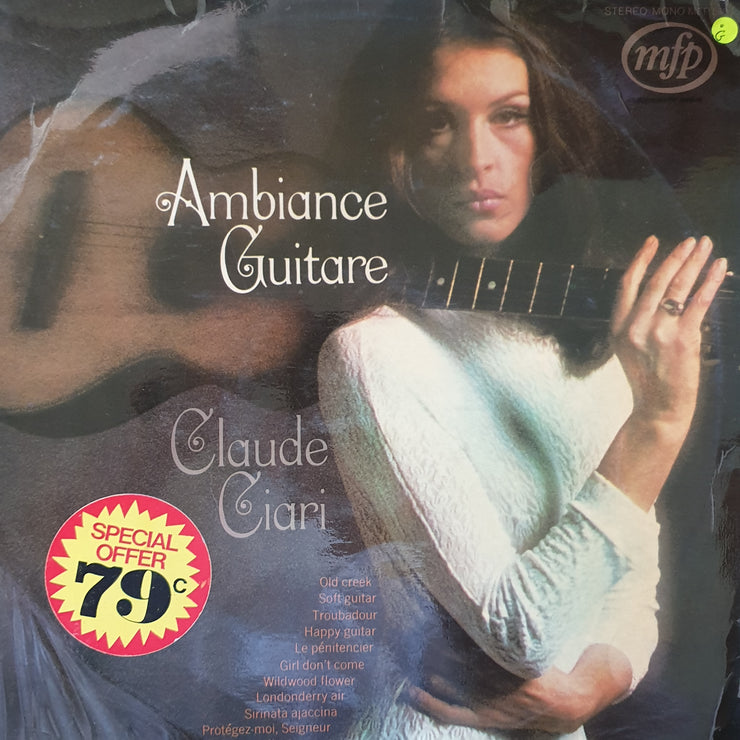 STEREO-MONO MFP
mfp
Ambiance
Guitare
Claude
Ciari
SPECIAL
OFFER
79c
Old creek
Soft guitar
Troubadour
Happy guitar
Le pénitencier
Girl don't come
Wildwood flower
Londonderry air
Sirinata ajaccina
Protégez-moi, Seigneur